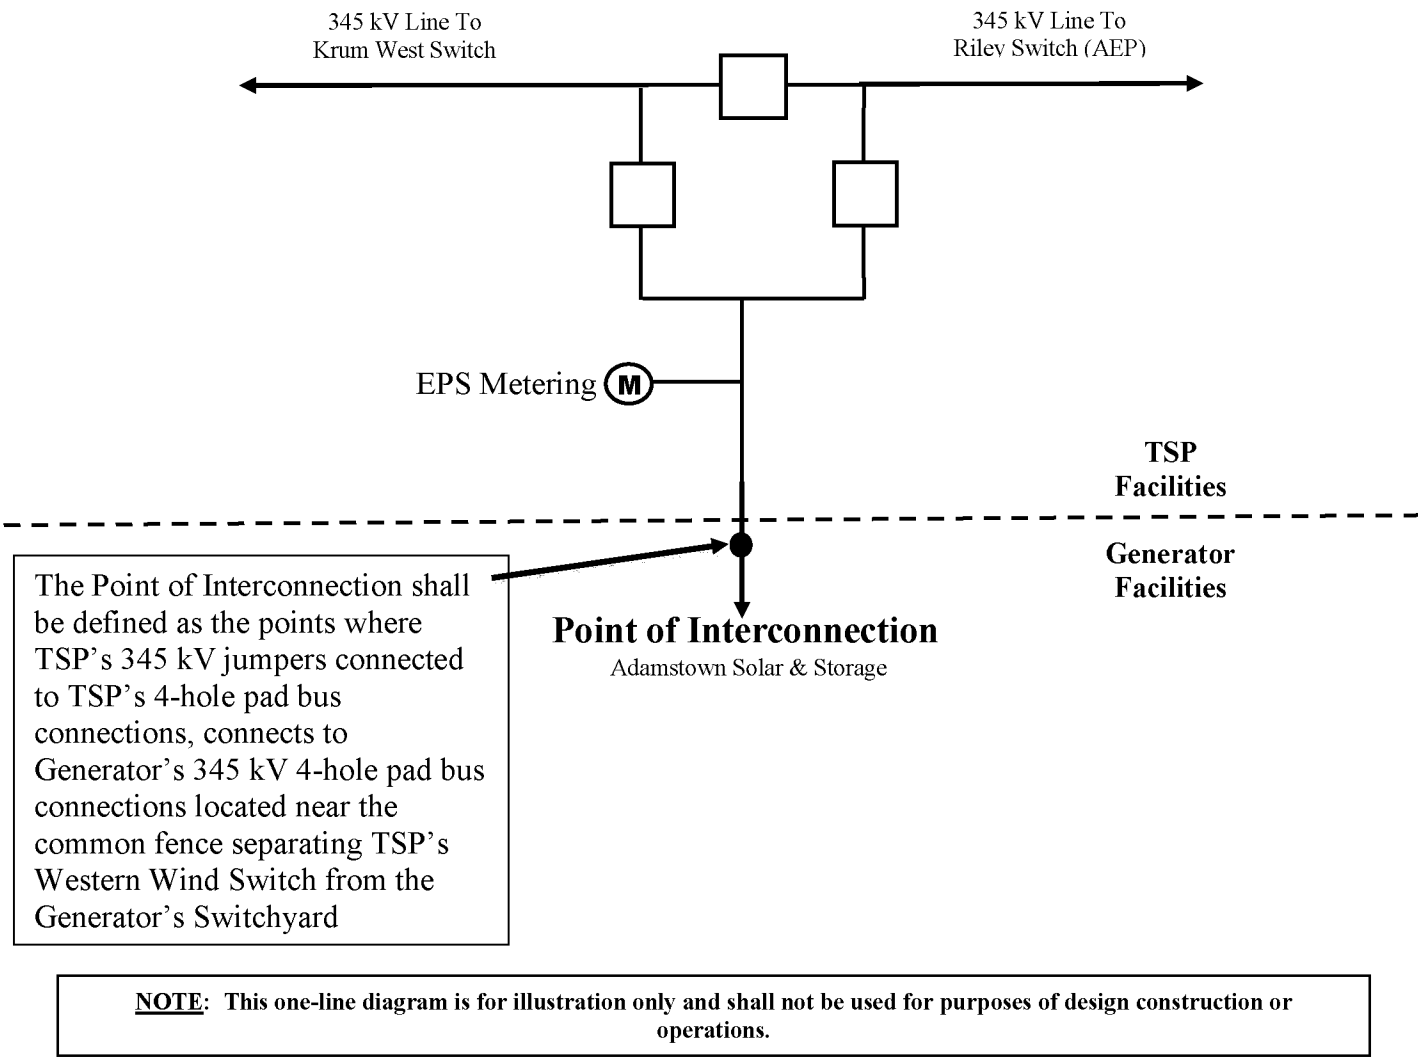 345 kV Line To
Krum West Switch
345 kV Line To
Riley Switch (AEP)
EPS Metering
M
TSP
Facilities
Generator
Facilities
The Point of Interconnection shall
be defined as the points where
TSP’s 345 kV jumpers connected
to TSP’s 4-hole pad bus
connections, connects to
Generator’s 345 kV 4-hole pad bus
connections located near the
common fence separating TSP’s
Western Wind Switch from the
Generator’s Switchyard
Point of Interconnection
Adamstown Solar & Storage
NOTE: This one-line diagram is for illustration only and shall not be used for purposes of design construction or
operations.